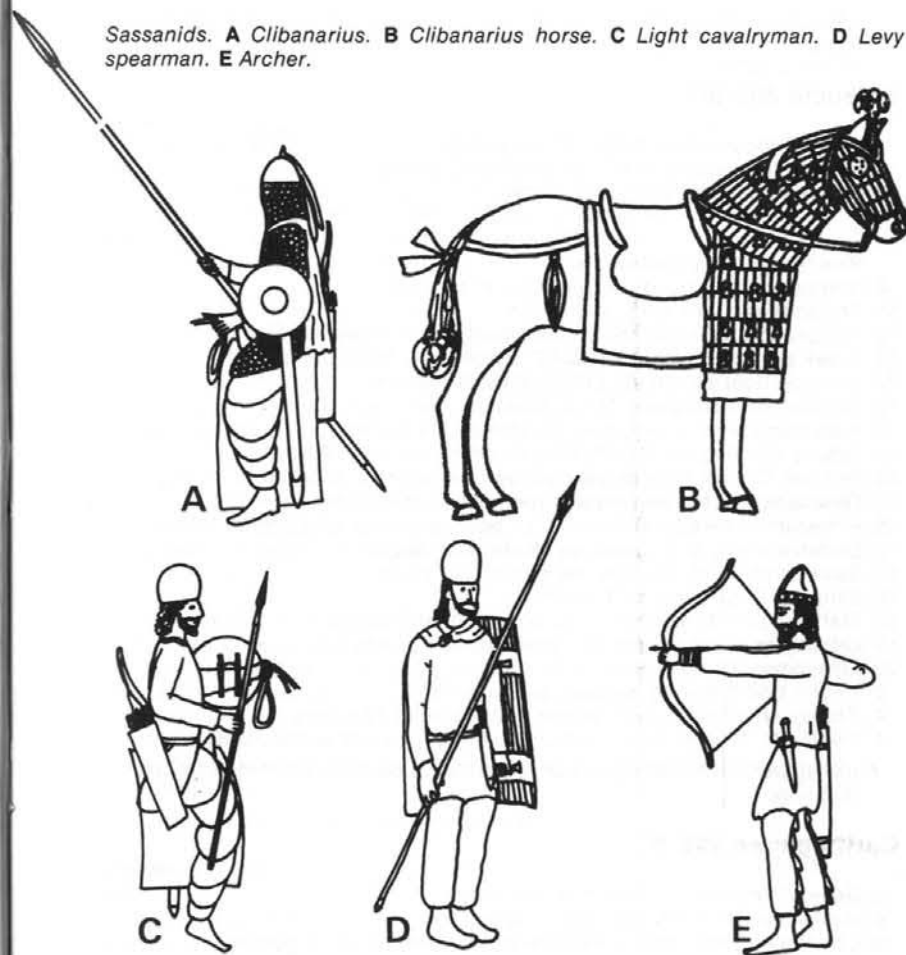 Sassanids. A Clibanarius. B Clibanarius horse. C Light cavalryman. D Levy
spearman. E Archer.
A
B
C
D
E